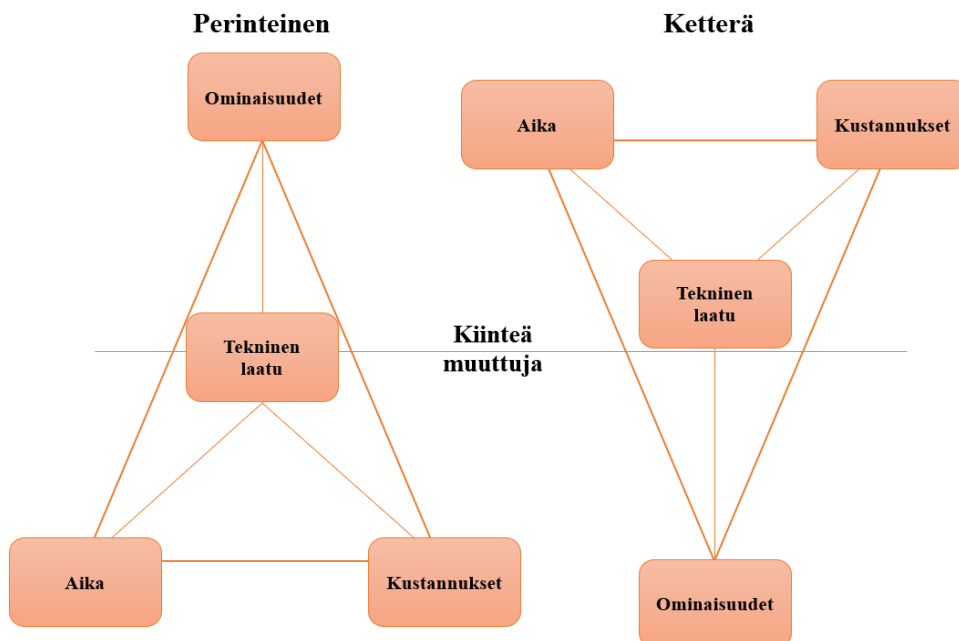 Perinteinen
Ominaisuudet
Tekninen
laatu
Aika
Kustannukset
Kiinteä
muuttuja
Ketterä
Aika
Kustannukset
Tekninen
laatu
Ominaisuudet